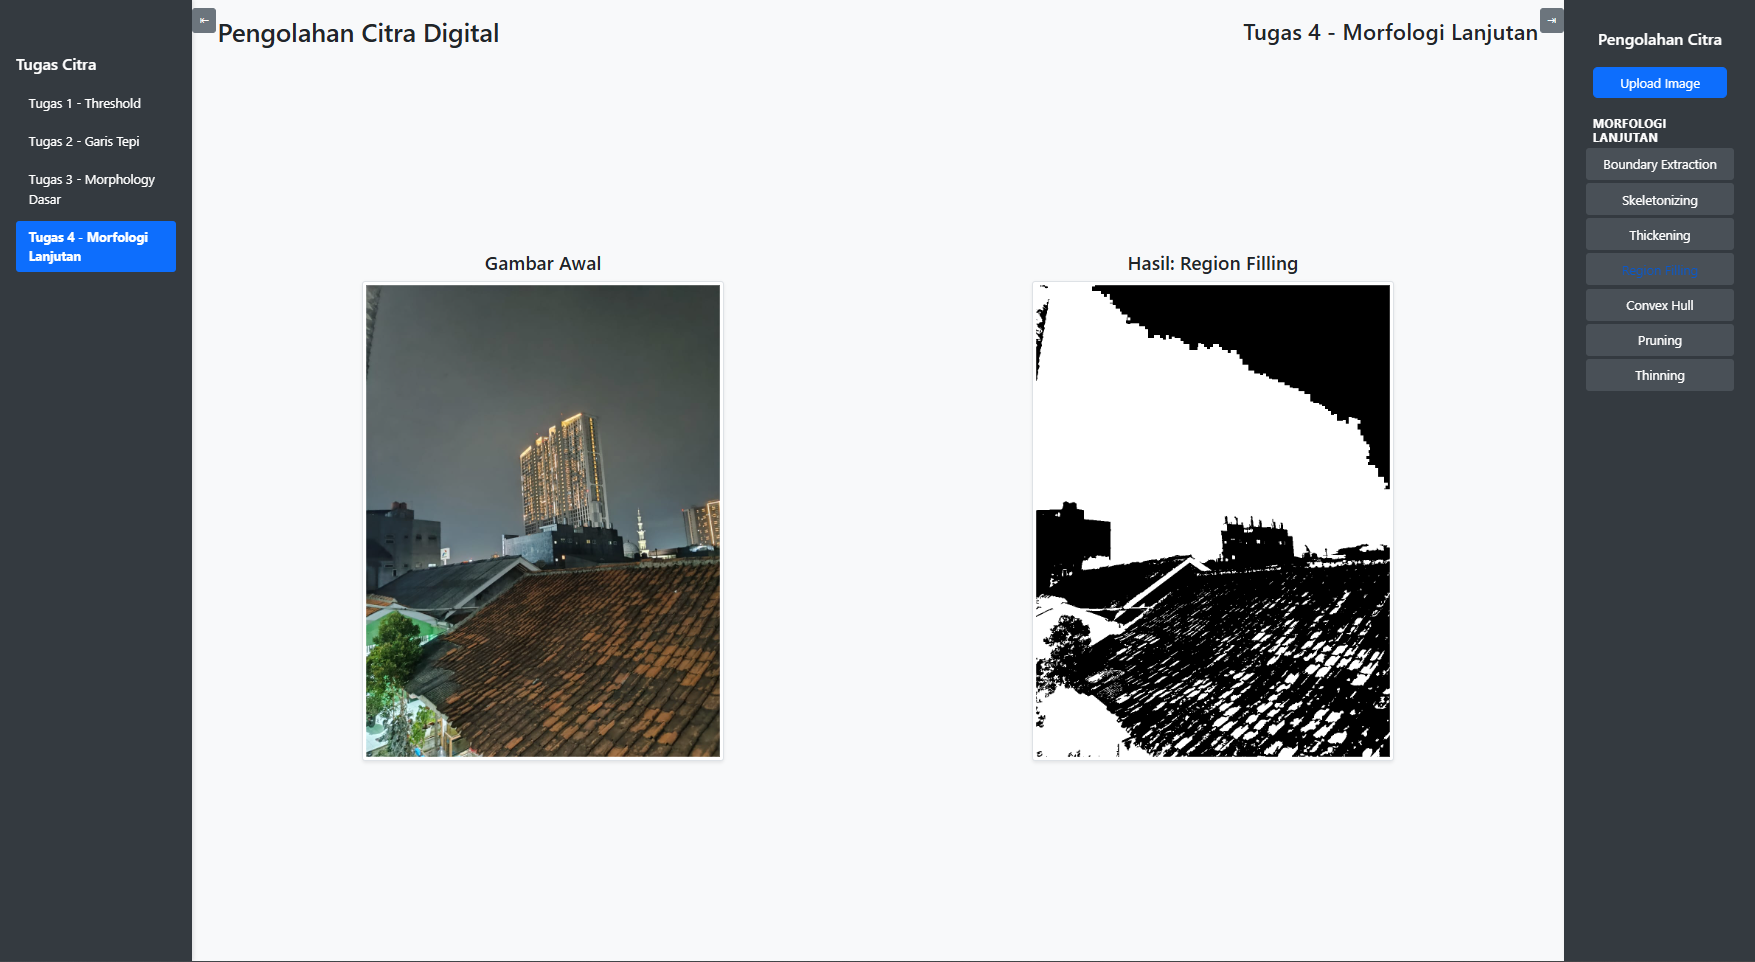 Pengolahan Citra Digital
Tugas 4 - Morfologi Lanjutan
Tugas Citra
Tugas 1 - Threshold
Tugas 2 - Garis Tepi
Tugas 3 - Morphology
Dasar
Tugas 4 - Morfologi
Lanjutan
Gambar Awal
Hasil: Region Filling
Pengolahan Citra
Upload Image
MORFOLOGI
LANJUTAN
Boundary Extraction
Skeletonizing
Thickening
Region Filling
Convex Hull
Pruning
Thinning